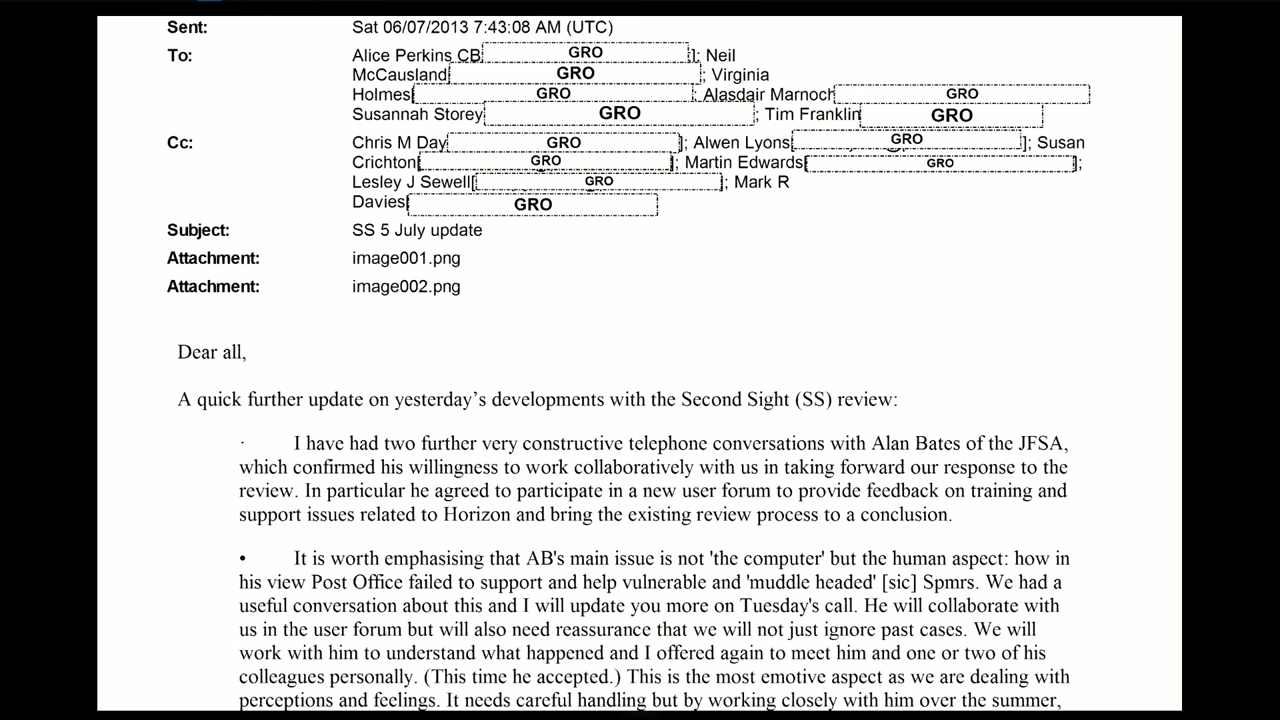 Sent: Sat 06/07/2013 7:43:08 AM (UTC)
To: Alice Perkins CB GRO ]; Neil
McCausland GRO ; Virginia
Holmes[ GRO ; Alasdair Marnoch GRO
Susannah Storey GRO ; Tim Franklin GRO
Cc: Chris M Day GRO ]; Alwen Lyons[ GRO ]; Susan
Crichton[ GRO ]; Martin Edwards[ GRO ];
Lesley J Sewell[ GRO ]; Mark R
Davies[ GRO
Subject: SS 5 July update
Attachment: image001.png
Attachment: image002.png
Dear all,
A quick further update on yesterday's developments with the Second Sight (SS) review:
· I have had two further very constructive telephone conversations with Alan Bates of the JFSA,
which confirmed his willingness to work collaboratively with us in taking forward our response to the
review. In particular he agreed to participate in a new user forum to provide feedback on training and
support issues related to Horizon and bring the existing review process to a conclusion.
• It is worth emphasising that AB's main issue is not 'the computer' but the human aspect: how in
his view Post Office failed to support and help vulnerable and 'muddle headed' [sic] Spmrs. We had a
useful conversation about this and I will update you more on Tuesday's call. He will collaborate with
us in the user forum but will also need reassurance that we will not just ignore past cases. We will
work with him to understand what happened and I offered again to meet him and one or two of his
colleagues personally. (This time he accepted.) This is the most emotive aspect as we are dealing with
perceptions and feelings. It needs careful handling but by working closely with him over the summer,